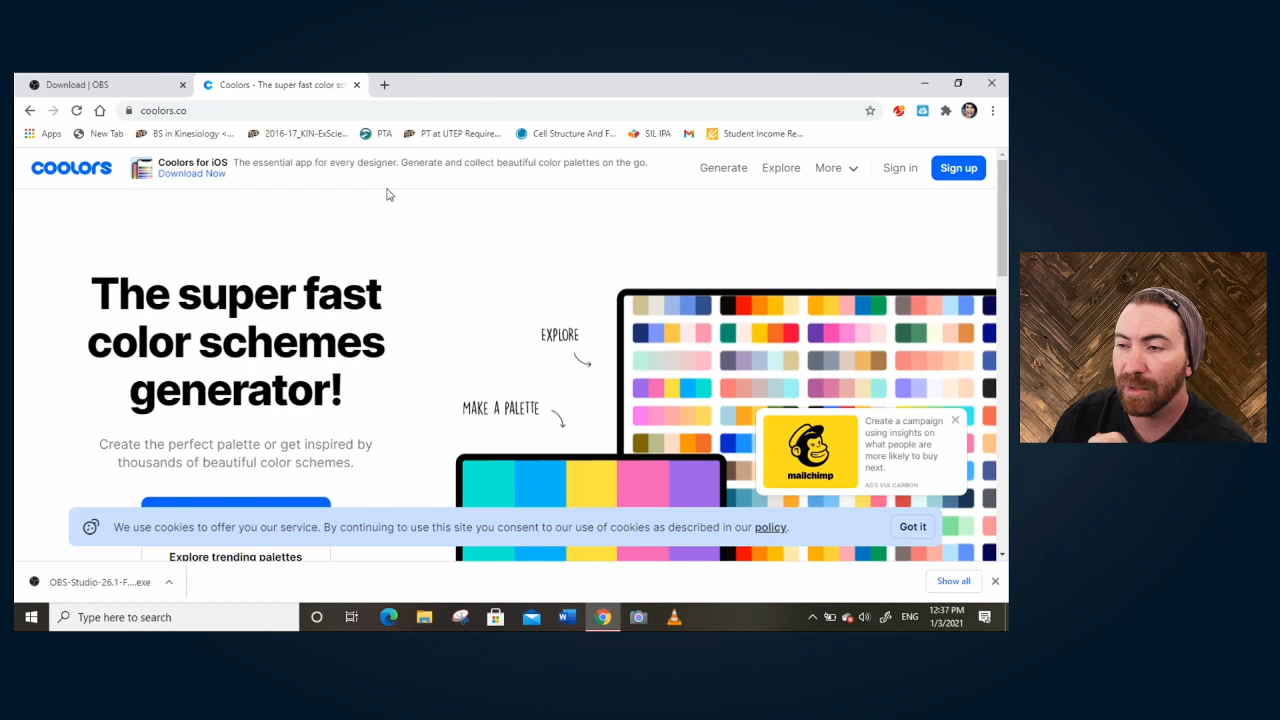 Download | OBS
Coolors - The super fast color sc
coolors.co
Apps
New Tab
BS in Kinesiology <...
2016-17_KIN-ExScie...
PTA
PT at UTEP Require...
Cell Structure And F...
SIL IPA
Student Income Re...
coolors
Coolors for iOS
Download Now
The essential app for every designer. Generate and collect beautiful color palettes on the go.
Generate
Explore
More
Sign in
Sign up
The super fast
color schemes
generator!
Create the perfect palette or get inspired by
thousands of beautiful color schemes.
EXPLORE
MAKE A PALETTE
mailchimp
Create a campaign
using insights on
what people are
more likely to buy
next.
ADS VIA CARBON
We use cookies to offer you our service. By continuing to use this site you consent to our use of cookies as described in our policy.
Got it
Explore trending palettes
OBS-Studio-26.1-F....exe
Show all
Type here to search
ENG
12:37 PM
1/3/2021